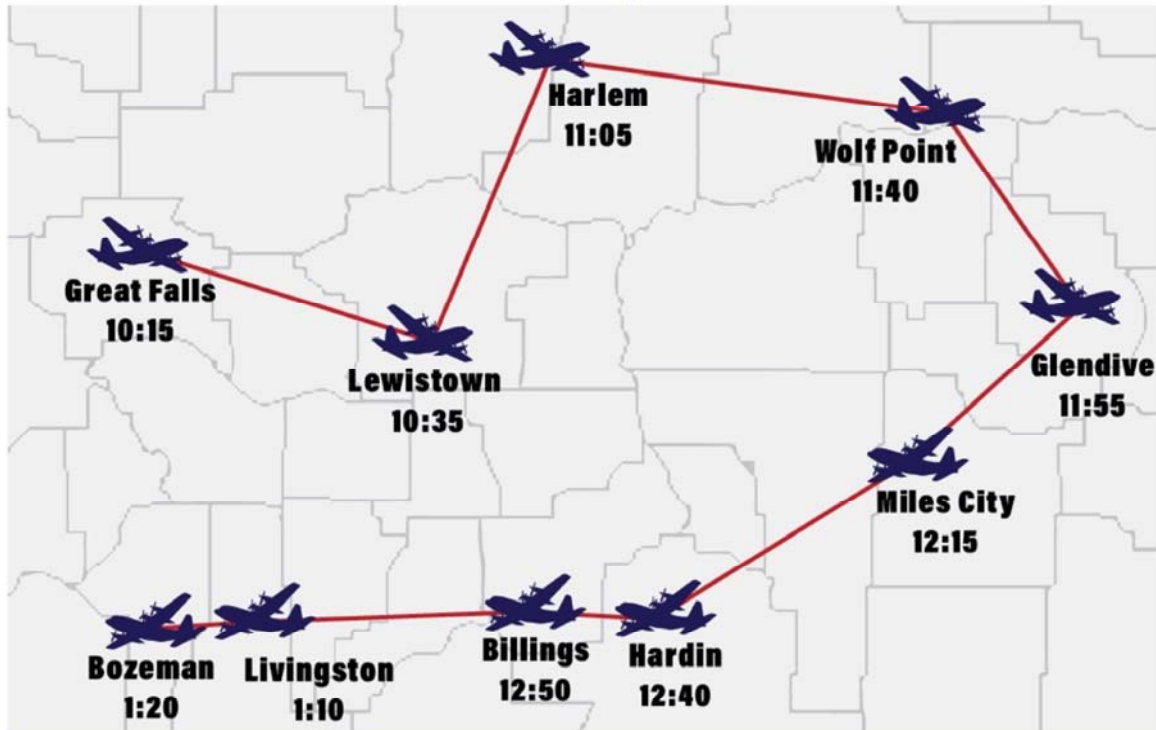 Harlem
11:05
Wolf Point
11:40
Great Falls
10:15
Lewistown
10:35
Glendive
11:55
Miles City
12:15
Bozeman
1:20
Livingston
1:10
Billings
12:50
Hardin
12:40